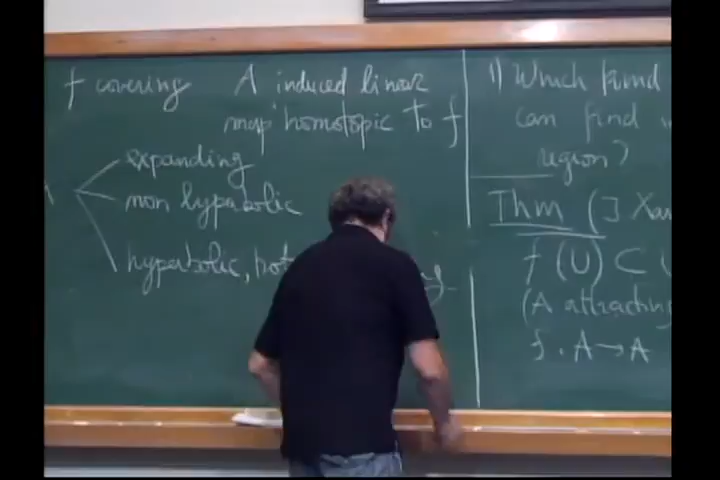 f covering A induced linear
map homotopic to f
expanding
non hyperbolic
hyperbolic,
1) Which kind
can find
region?
Thm (J Xa
f(U) ⊂ U
(A attracting
f: A → A